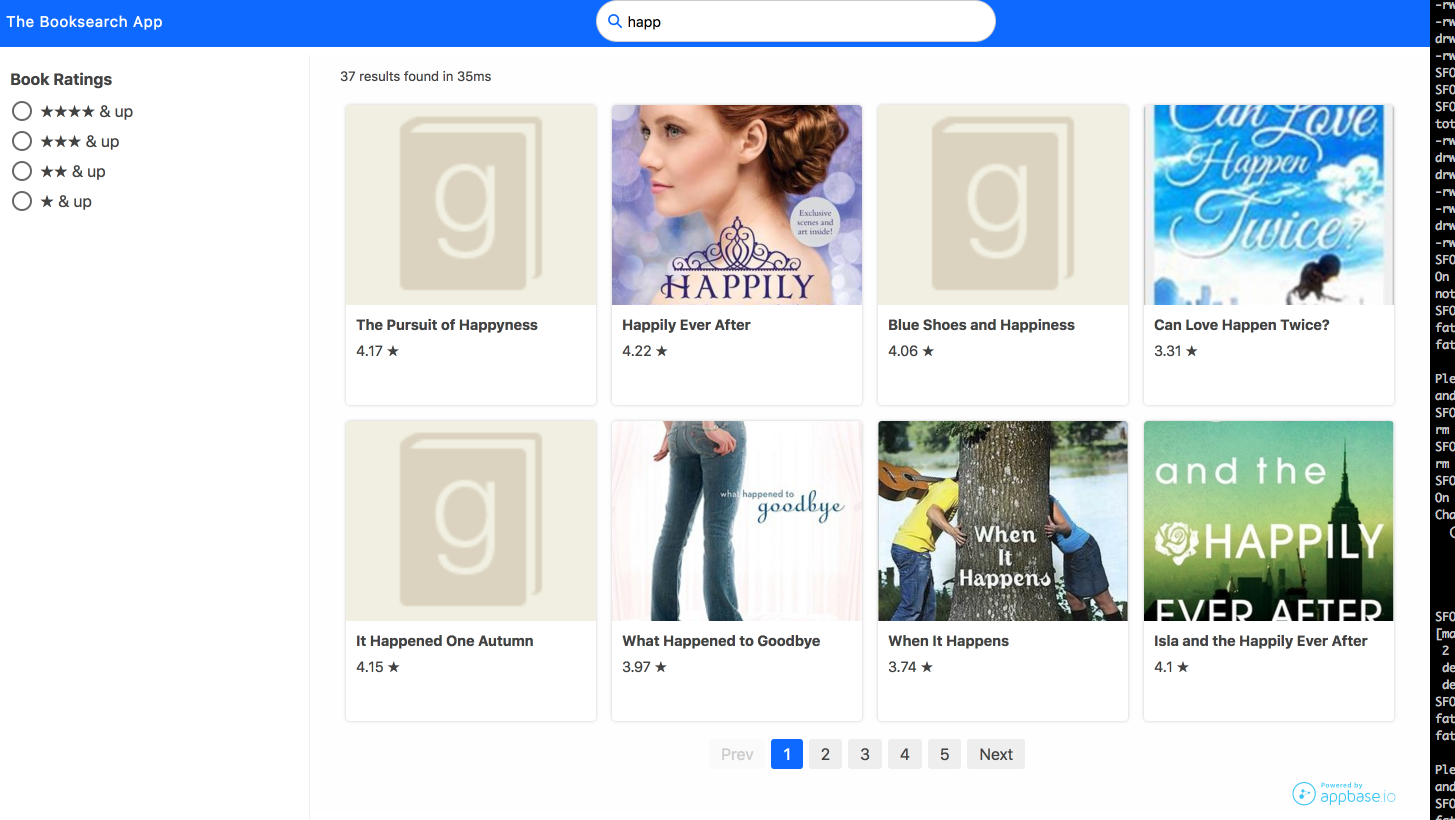 The Booksearch App
happ
Book Ratings
★★★★ & up
★★★ & up
★★ & up
★ & up
37 results found in 35ms
g
Exclusive
scenes and
art inside!
HAPPILY
g
Can Love
Happen
Twice?
The Pursuit of Happyness
4.17 ★
Happily Ever After
4.22 ★
Blue Shoes and Happiness
4.06 ★
Can Love Happen Twice?
3.31 ★
g
what happened to
goodbye
When
It
Happens
and the
HAPPILY
EVER AFTER
It Happened One Autumn
4.15 ★
What Happened to Goodbye
3.97 ★
When It Happens
3.74 ★
Isla and the Happily Ever After
4.1 ★
Prev 1 2 3 4 5 Next
Powered by
appbase.io
-rw
-rw
drw
-rw
SFO
SFO
SFO
tot
-rw
drw
drw
-rw
-rw
drw
-rw
SFO
On
not
SFO
fat
fat
Ple
and
SFO
rm
SFO
rm
SFO
On
Cha
SFO
[ma
2
de
de
SFO
fat
fat
Ple
and
SFO